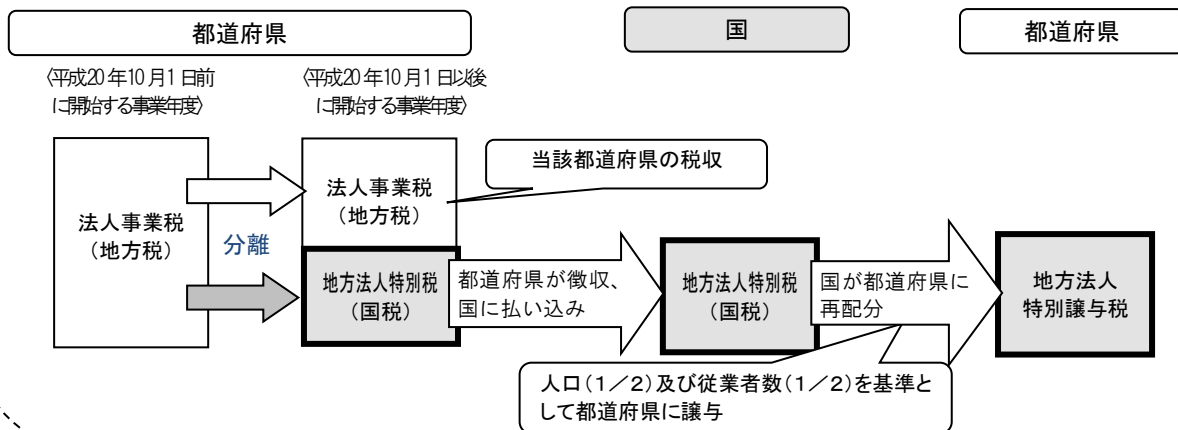 都道府県
国
都道府県
〈平成20年10月1日前
に開始する事業年度〉
〈平成20年10月1日以後
に開始する事業年度〉
法人事業税
（地方税）
分離
法人事業税
（地方税）
当該都道府県の税収
地方法人特別税
（国税）
都道府県が徴収、
国に払い込み
地方法人特別税
（国税）
国が都道府県に
再配分
地方法人
特別譲与税
人口（１／２）及び従業者数（１／２）を基準と
して都道府県に譲与